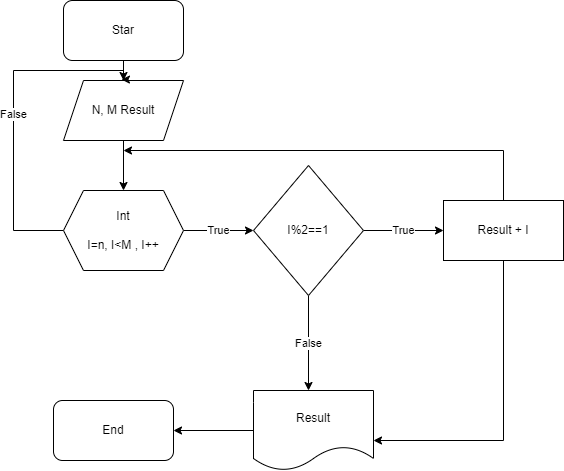 Star
N, M Result
False
Int
I=n, I<M , I++
True
I%2==1
True
Result + I
False
Result
End